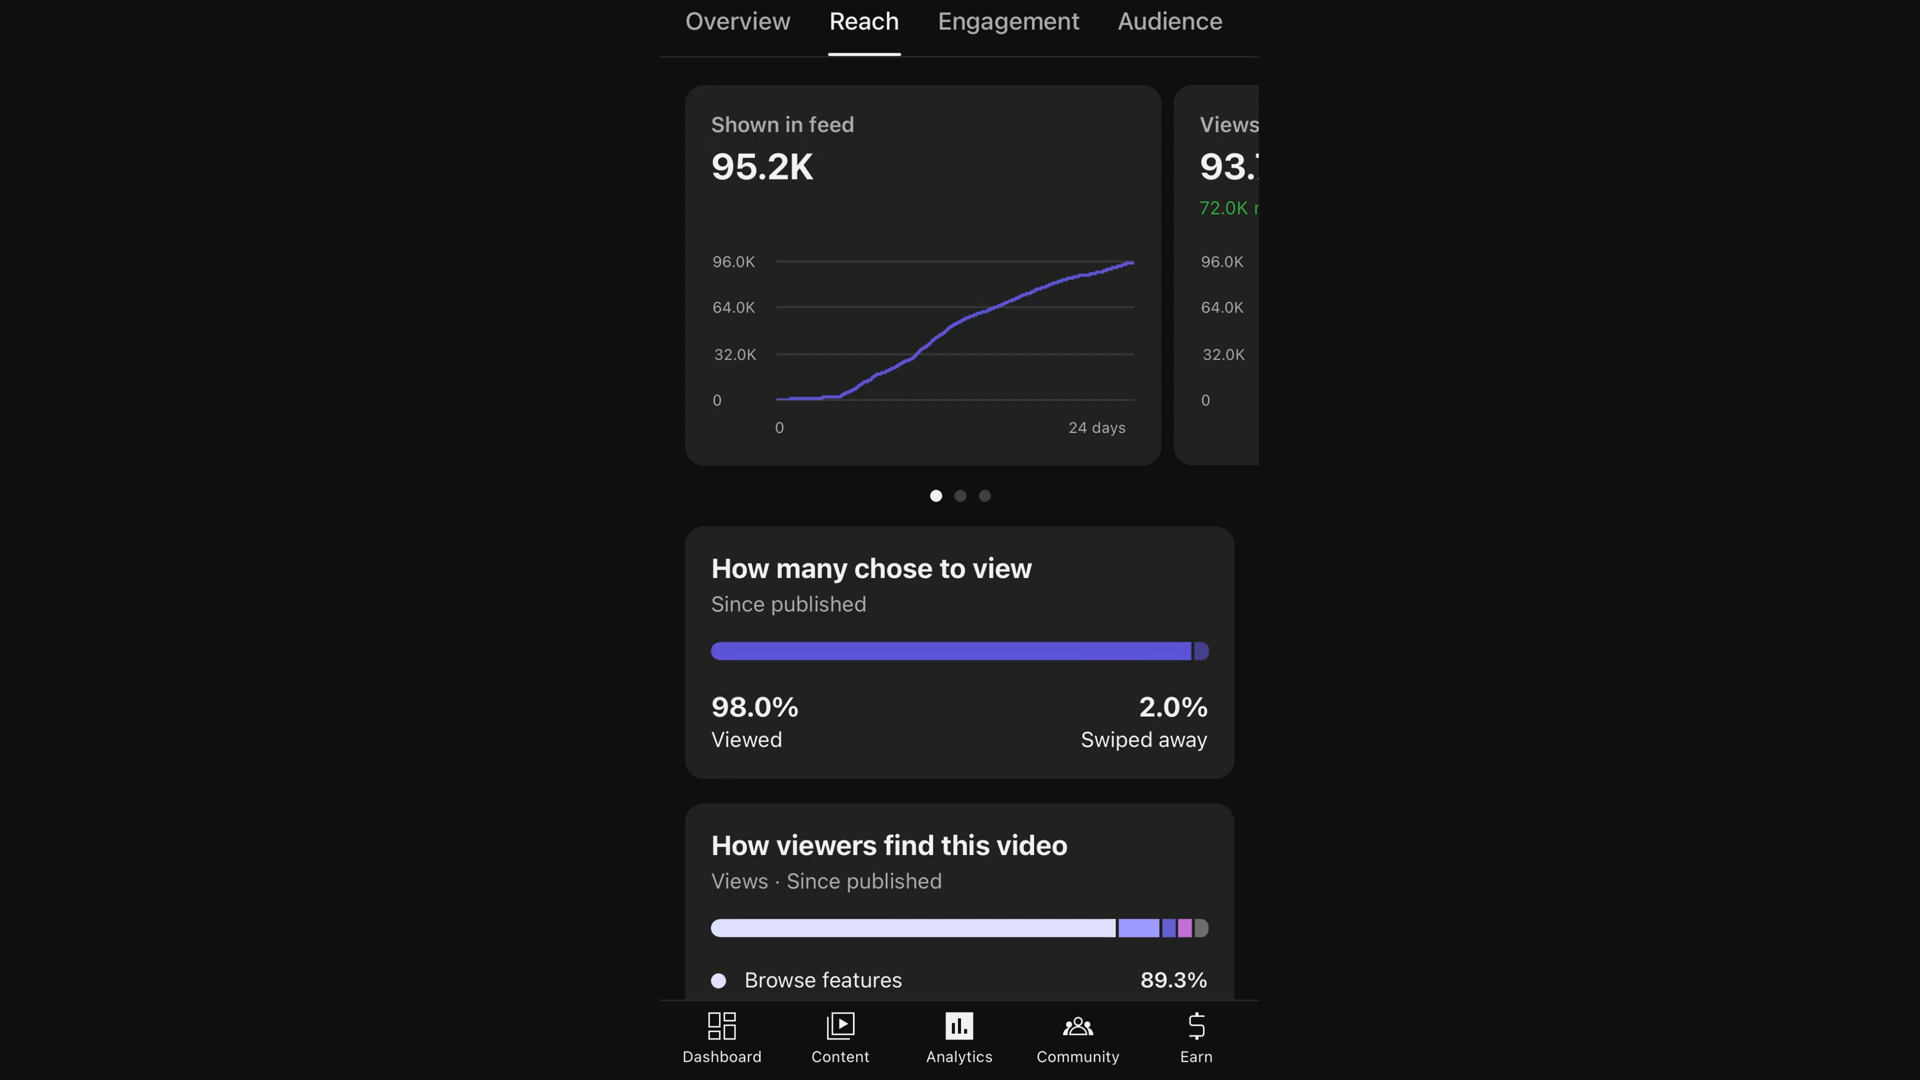 Overview Reach Engagement Audience
Shown in feed
95.2K
96.0K
64.0K
32.0K
0
0 24 days
Views
93.
72.0K
96.0K
64.0K
32.0K
0
How many chose to view
Since published
98.0% 2.0%
Viewed Swiped away
How viewers find this video
Views · Since published
Browse features 89.3%
Dashboard Content Analytics Community Earn